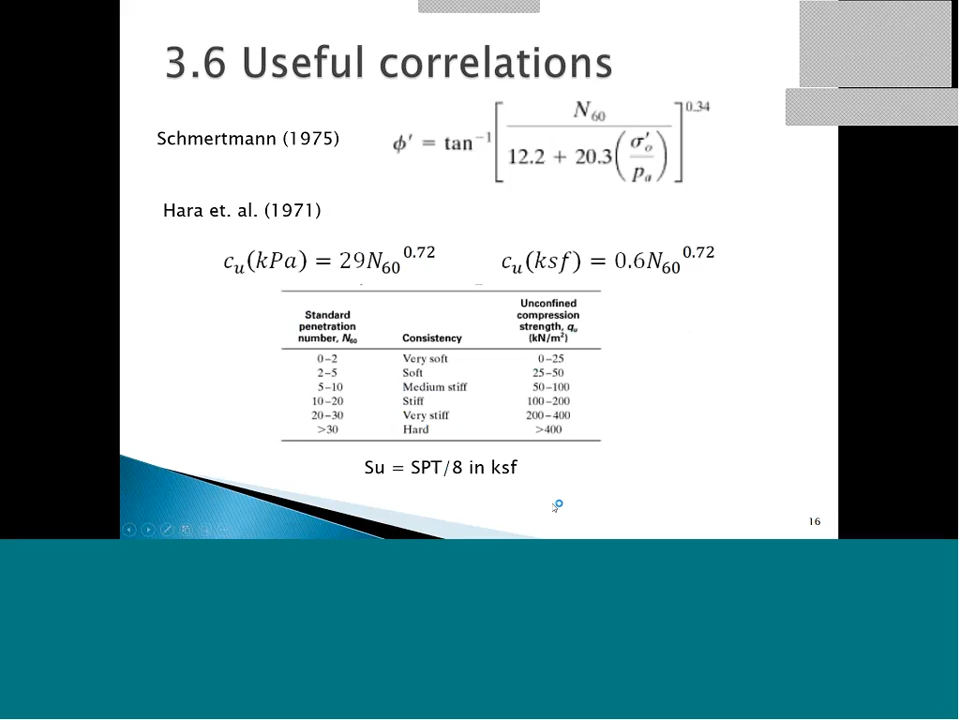 3.6 Useful correlations
Schmertmann (1975)
ϕ' = tan⁻¹ [ N₆₀ / (12.2 + 20.3 (σ'ₒ / pₐ)) ]^0.34
Hara et. al. (1971)
cᵤ(kPa) = 29N₆₀^0.72
cᵤ(ksf) = 0.6N₆₀^0.72
Standard penetration number, N₆₀ Consistency Unconfined compression strength, qᵤ (kN/m²)
0–2 Very soft 0–25
2–5 Soft 25–50
5–10 Medium stiff 50–100
10–20 Stiff 100–200
20–30 Very stiff 200–400
>30 Hard >400
Su = SPT/8 in ksf
16